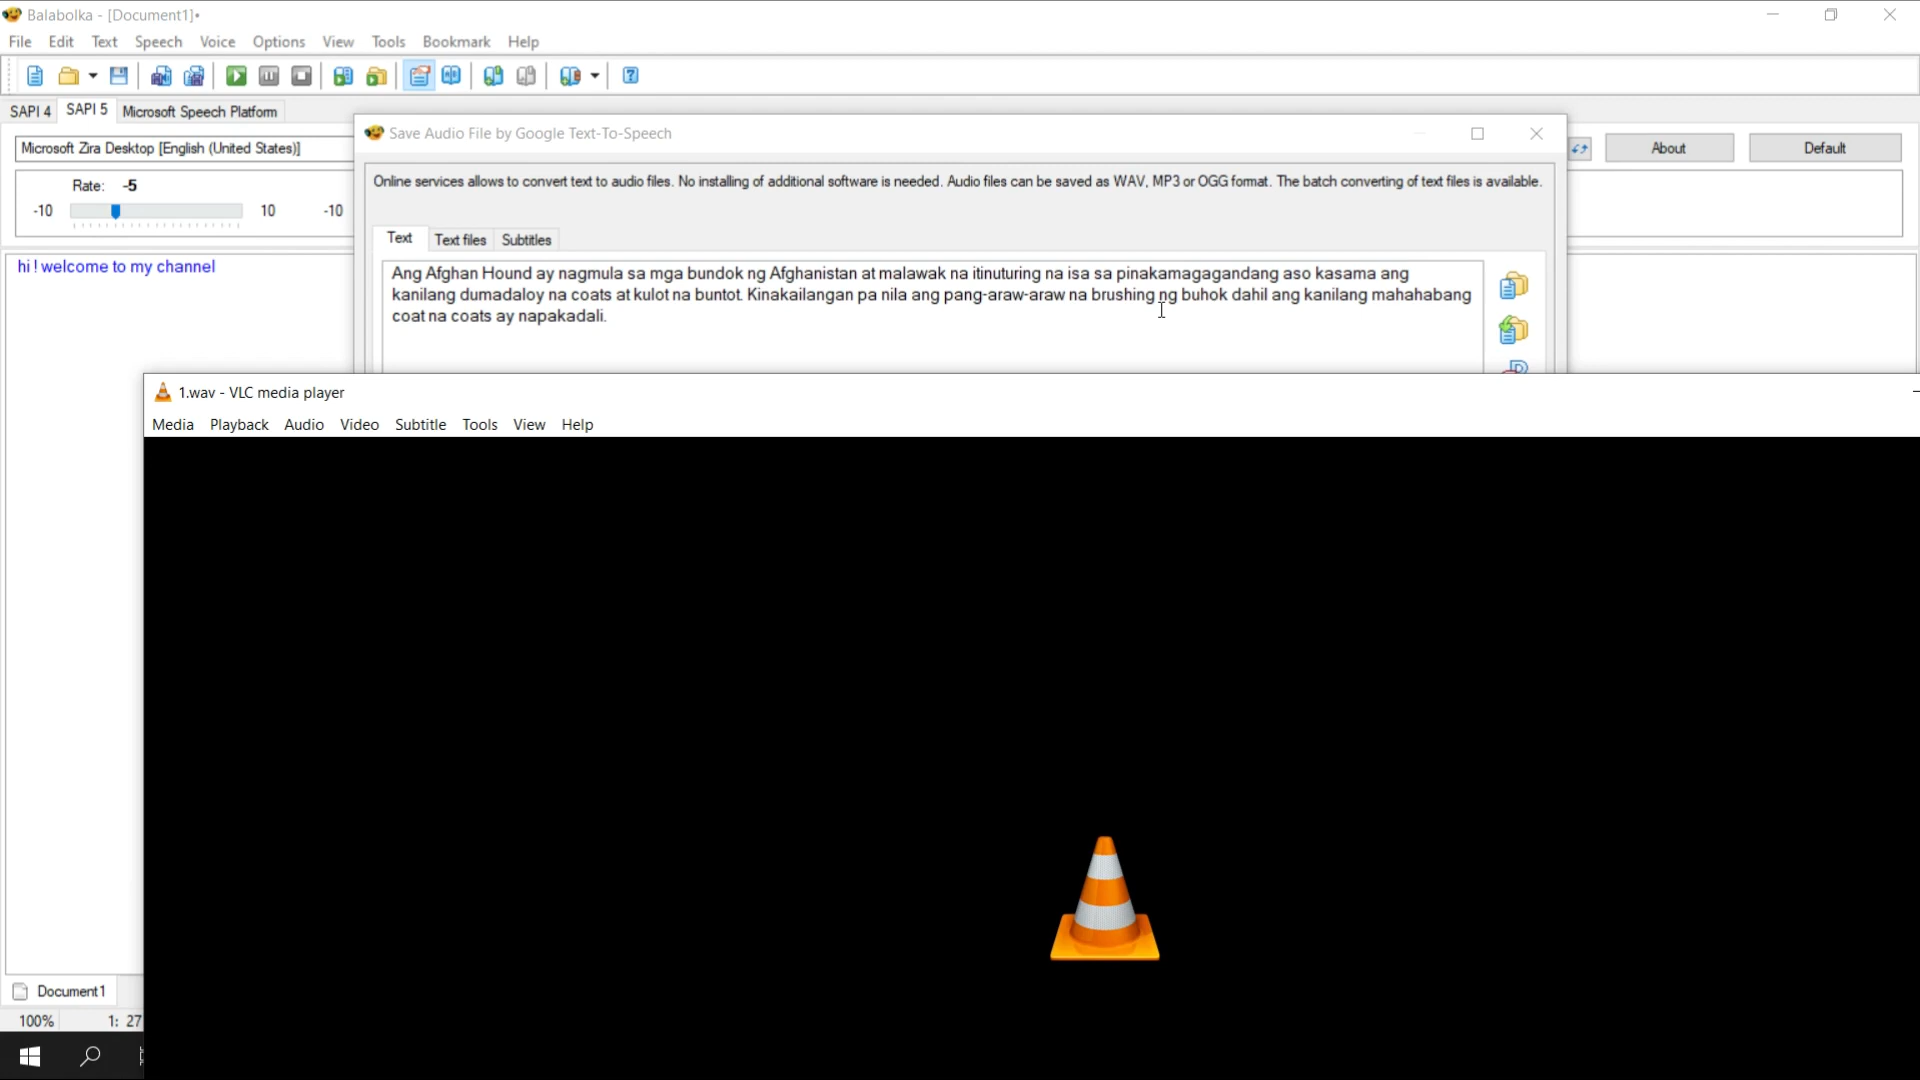 Balabolka - [Document1]*
File Edit Text Speech Voice Options View Tools Bookmark Help
SAPI 4 SAPI 5 Microsoft Speech Platform
Save Audio File by Google Text-To-Speech
Microsoft Zira Desktop [English (United States)]
About Default
Rate: -5
-10 10 -10
Online services allows to convert text to audio files. No installing of additional software is needed. Audio files can be saved as WAV, MP3 or OGG format. The batch converting of text files is available.
Text Text files Subtitles
hi ! welcome to my channel
Ang Afghan Hound ay nagmula sa mga bundok ng Afghanistan at malawak na itinuturing na isa sa pinakamagagandang aso kasama ang
kanilang dumadaloy na coats at kulot na buntot. Kinakailangan pa nila ang pang-araw-araw na brushing ng buhok dahil ang kanilang mahahabang
coat na coats ay napakadali.
1.wav - VLC media player
Media Playback Audio Video Subtitle Tools View Help
Document1
100% 1: 27